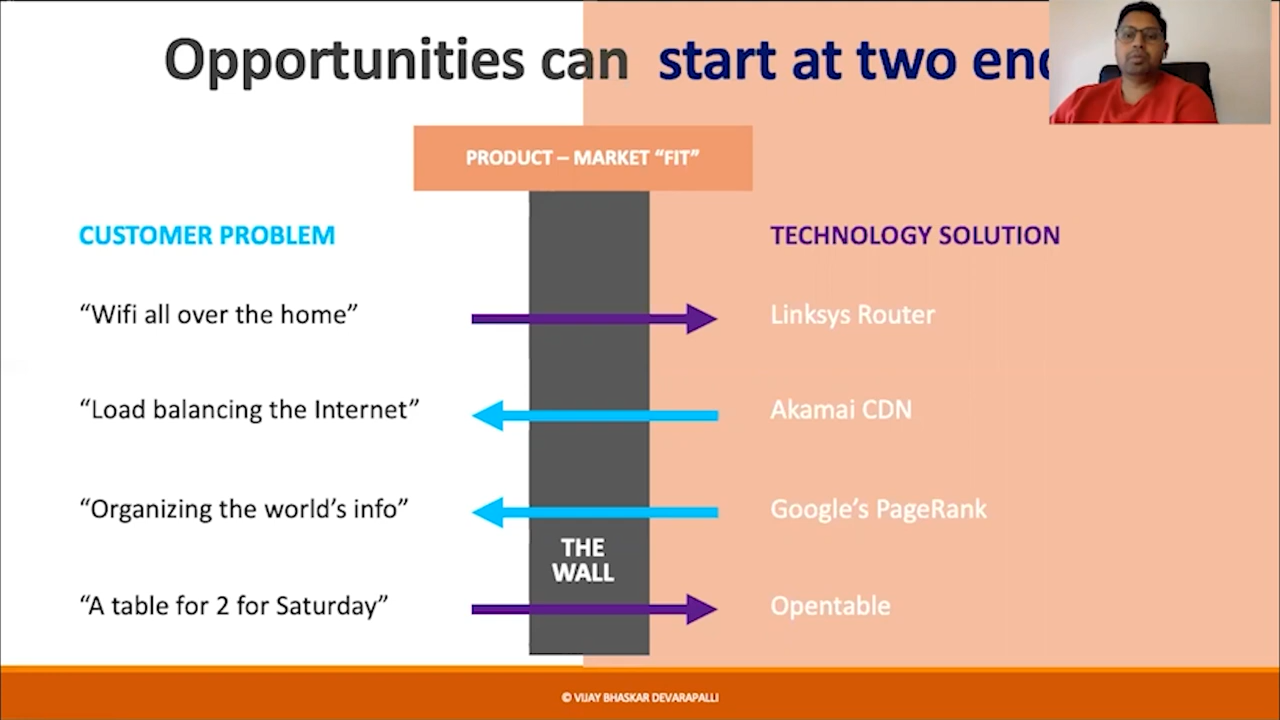 Opportunities can start at two end
PRODUCT – MARKET “FIT”
CUSTOMER PROBLEM
TECHNOLOGY SOLUTION
“Wifi all over the home”
Linksys Router
“Load balancing the Internet”
Akamai CDN
“Organizing the world’s info”
Google’s PageRank
THE
WALL
“A table for 2 for Saturday”
Opentable
© VIJAY BHASKAR DEVARAPALLI